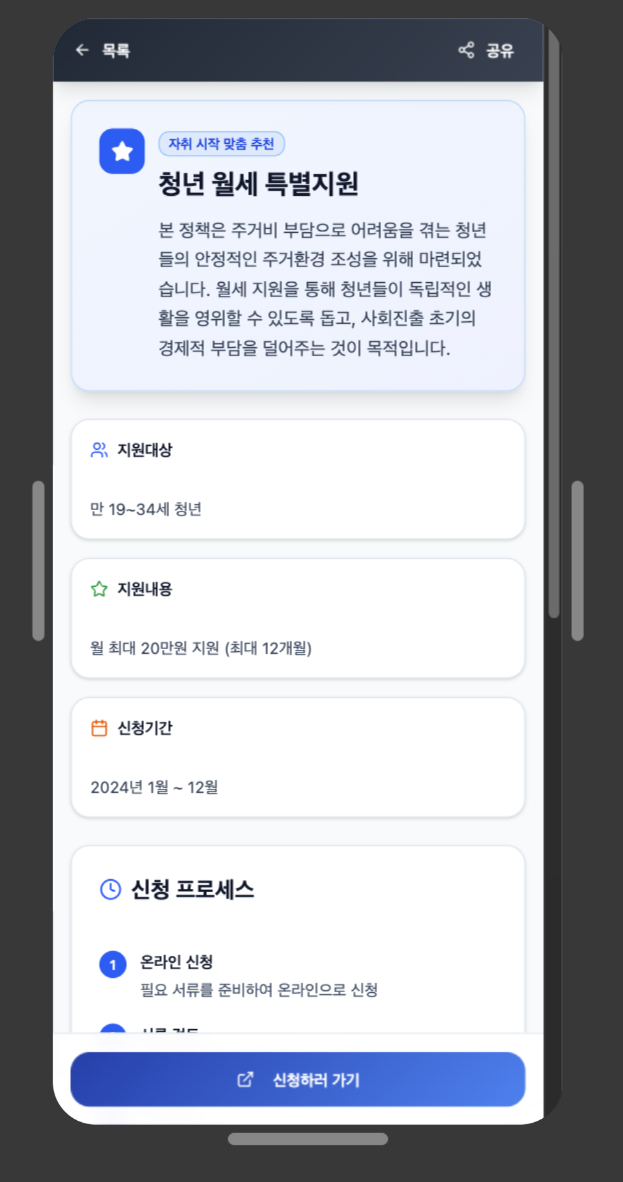 목록
공유
자취 시작 맞춤 추천
청년 월세 특별지원
본 정책은 주거비 부담으로 어려움을 겪는 청년
들의 안정적인 주거환경 조성을 위해 마련되었
습니다. 월세 지원을 통해 청년들이 독립적인 생
활을 영위할 수 있도록 돕고, 사회진출 초기의
경제적 부담을 덜어주는 것이 목적입니다.
지원대상
만 19~34세 청년
지원내용
월 최대 20만원 지원 (최대 12개월)
신청기간
2024년 1월 ~ 12월
신청 프로세스
1 온라인 신청
필요 서류를 준비하여 온라인으로 신청
신청하러 가기